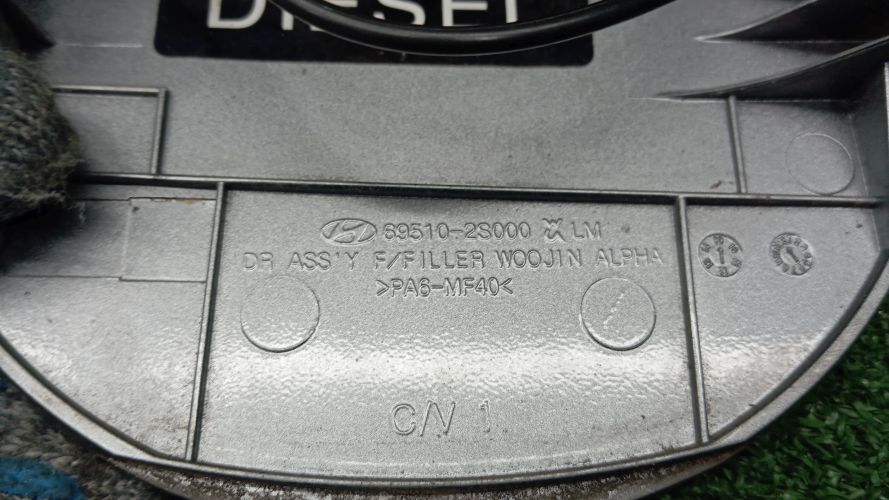 DIESEL
69510-2S000 LM
DR ASS'Y F/FILLER WOOJIN ALPHA
>PA6-MF40<
C/V 1